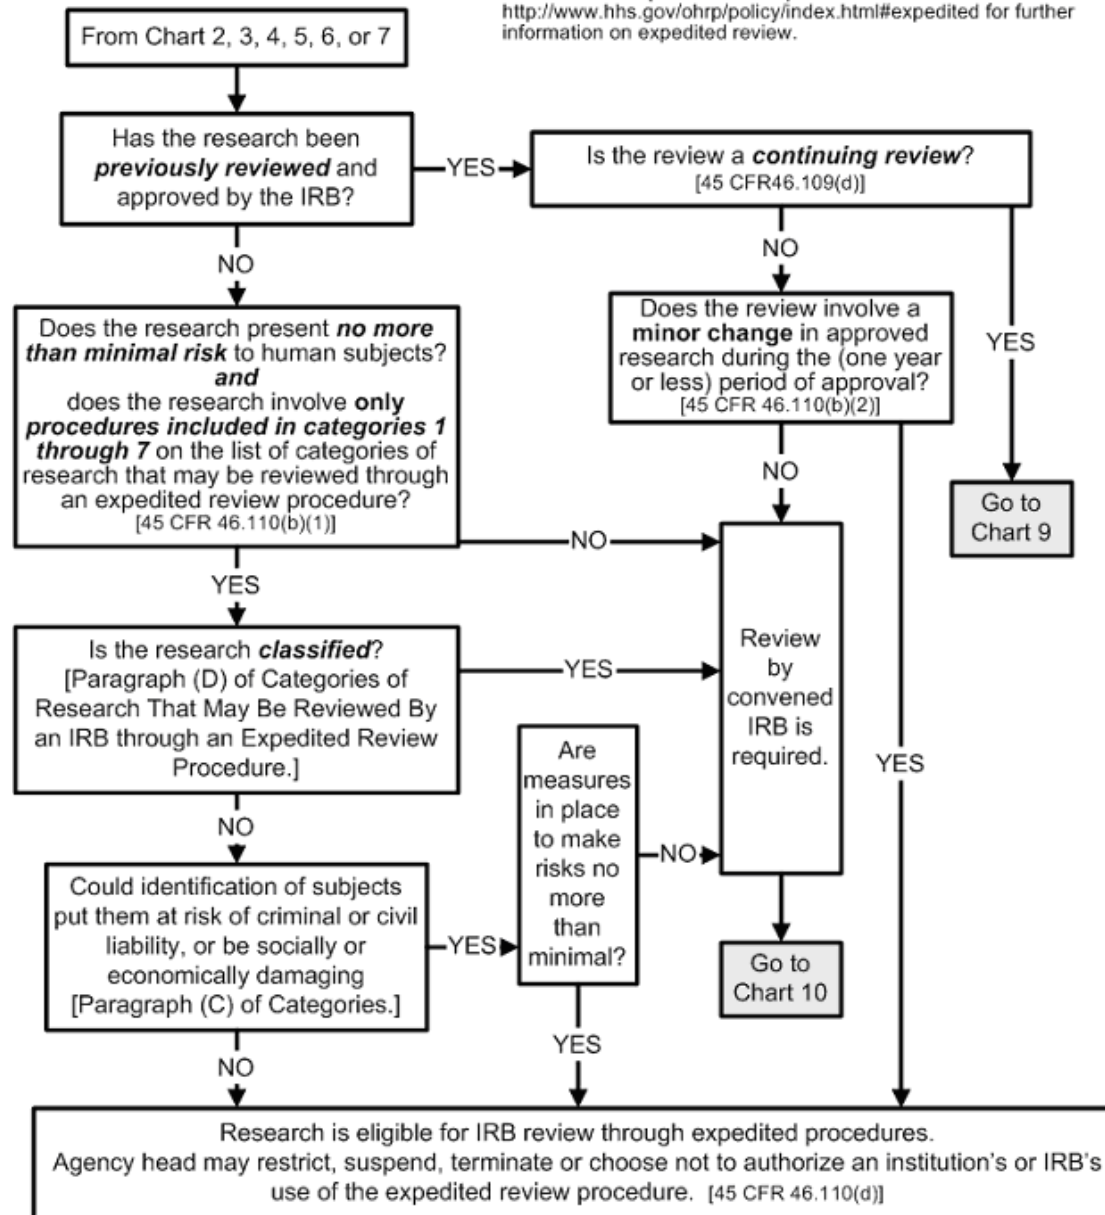 http://www.hhs.gov/ohrp/policy/index.html#expedited for further
information on expedited review.
From Chart 2, 3, 4, 5, 6, or 7
Has the research been
previously reviewed and
approved by the IRB?
YES
Is the review a continuing review?
[45 CFR46.109(d)]
NO
NO
YES
Does the research present no more
than minimal risk to human subjects?
and
does the research involve only
procedures included in categories 1
through 7 on the list of categories of
research that may be reviewed through
an expedited review procedure?
[45 CFR 46.110(b)(1)]
Does the review involve a
minor change in approved
research during the (one year
or less) period of approval?
[45 CFR 46.110(b)(2)]
NO
Go to
Chart 9
NO
YES
Is the research classified?
[Paragraph (D) of Categories of
Research That May Be Reviewed By
an IRB through an Expedited Review
Procedure.]
YES
Review
by
convened
IRB is
required.
YES
Are
measures
in place
to make
risks no
more
than
minimal?
NO
NO
Could identification of subjects
put them at risk of criminal or civil
liability, or be socially or
economically damaging
[Paragraph (C) of Categories.]
YES
Go to
Chart 10
YES
NO
Research is eligible for IRB review through expedited procedures.
Agency head may restrict, suspend, terminate or choose not to authorize an institution's or IRB's
use of the expedited review procedure. [45 CFR 46.110(d)]